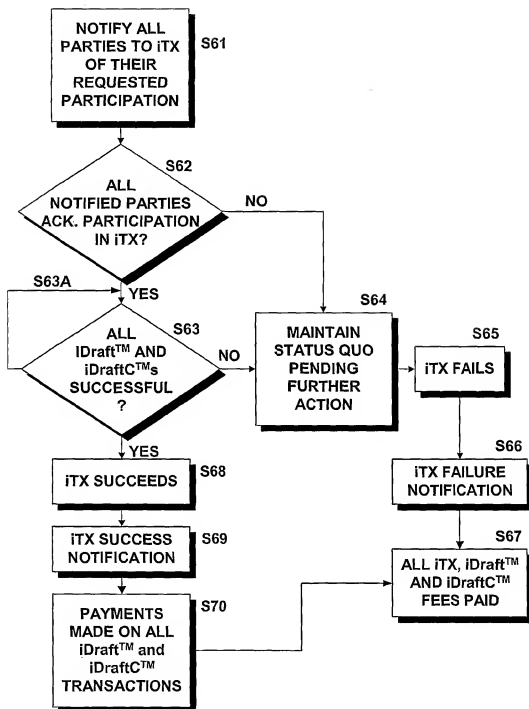 NOTIFY ALL
PARTIES TO iTX
OF THEIR
REQUESTED
PARTICIPATION
S61
S62
ALL
NOTIFIED PARTIES
ACK. PARTICIPATION
IN iTX?
NO
S63A
YES
S63
ALL
IDraft™ AND
iDraftC™s
SUCCESSFUL
?
NO
YES
S64
MAINTAIN
STATUS QUO
PENDING
FURTHER
ACTION
S65
iTX FAILS
S66
iTX FAILURE
NOTIFICATION
S67
ALL iTX, iDraft™
AND iDraftC™
FEES PAID
S68
iTX SUCCEEDS
S69
iTX SUCCESS
NOTIFICATION
S70
PAYMENTS
MADE ON ALL
iDraft™ and
iDraftC™
TRANSACTIONS